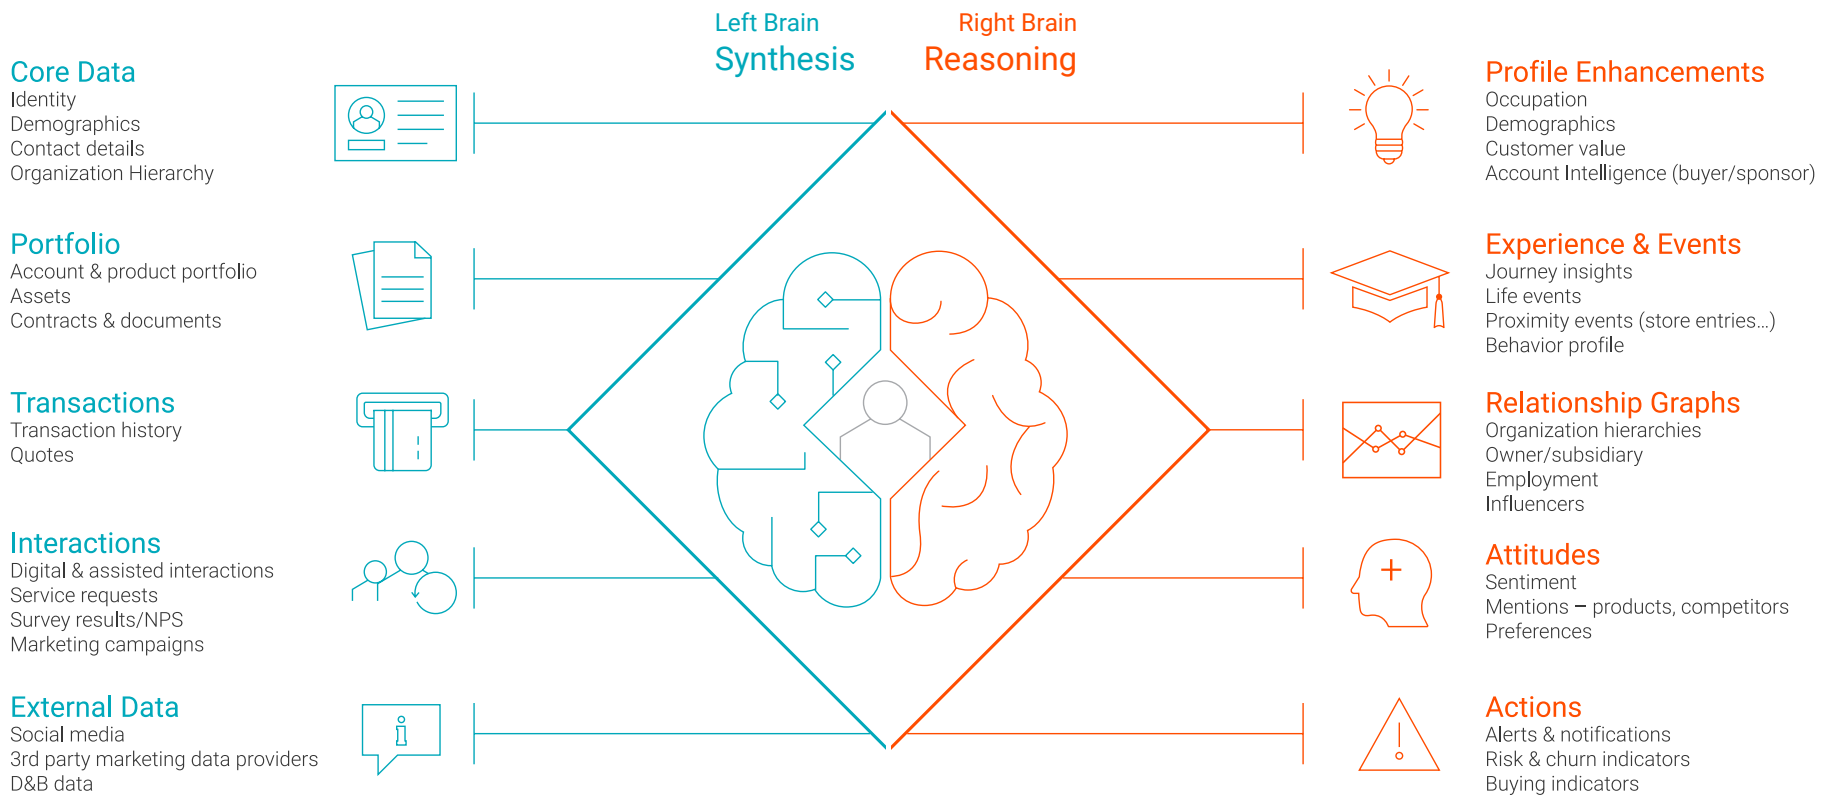 Left Brain
Synthesis
Right Brain
Reasoning
Core Data
Identity
Demographics
Contact details
Organization Hierarchy
Portfolio
Account & product portfolio
Assets
Contracts & documents
Transactions
Transaction history
Quotes
Interactions
Digital & assisted interactions
Service requests
Survey results/NPS
Marketing campaigns
External Data
Social media
3rd party marketing data providers
D&B data
Profile Enhancements
Occupation
Demographics
Customer value
Account Intelligence (buyer/sponsor)
Experience & Events
Journey insights
Life events
Proximity events (store entries...)
Behavior profile
Relationship Graphs
Organization hierarchies
Owner/subsidiary
Employment
Influencers
Attitudes
Sentiment
Mentions – products, competitors
Preferences
Actions
Alerts & notifications
Risk & churn indicators
Buying indicators